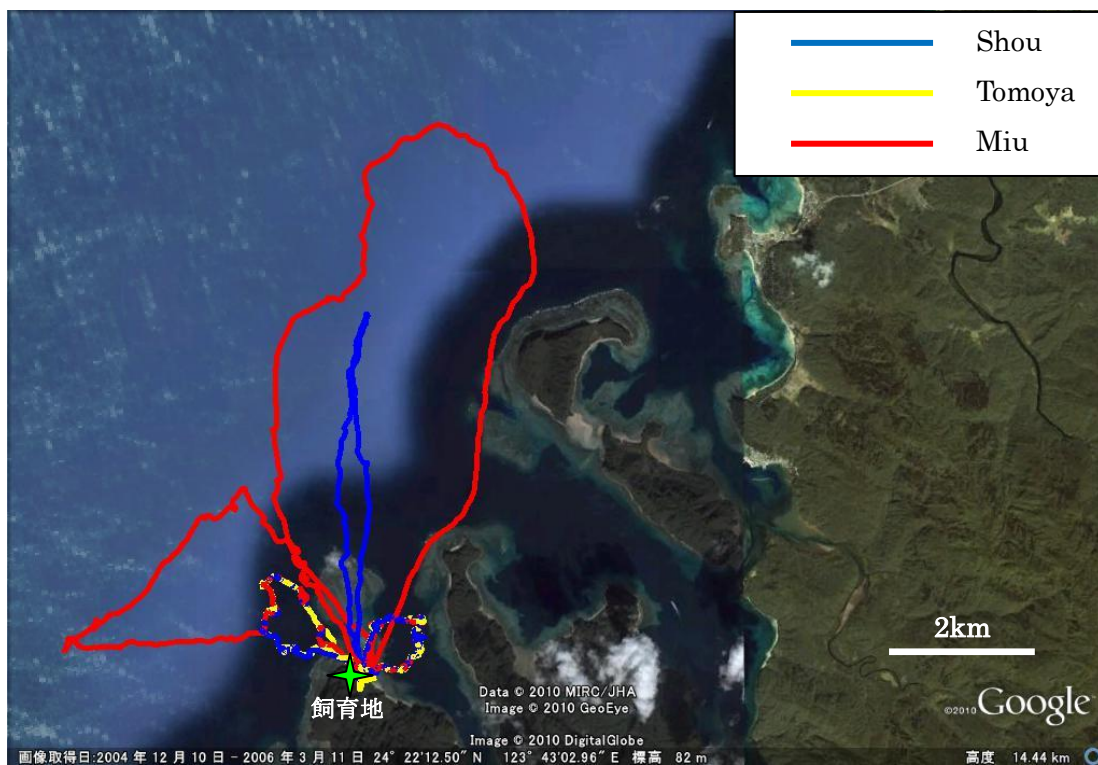 Shou
Tomoya
Miu
2km
飼育地
Data © 2010 MIRC/JHA
Image © 2010 GeoEye
©2010 Google
Image © 2010 DigitalGlobe
画像取得日:2004 年 12 月 10 日 - 2006 年 3 月 11 日 24° 22'12.50" N 123° 43'02.96" E 標高 82 m 高度 14.44 km